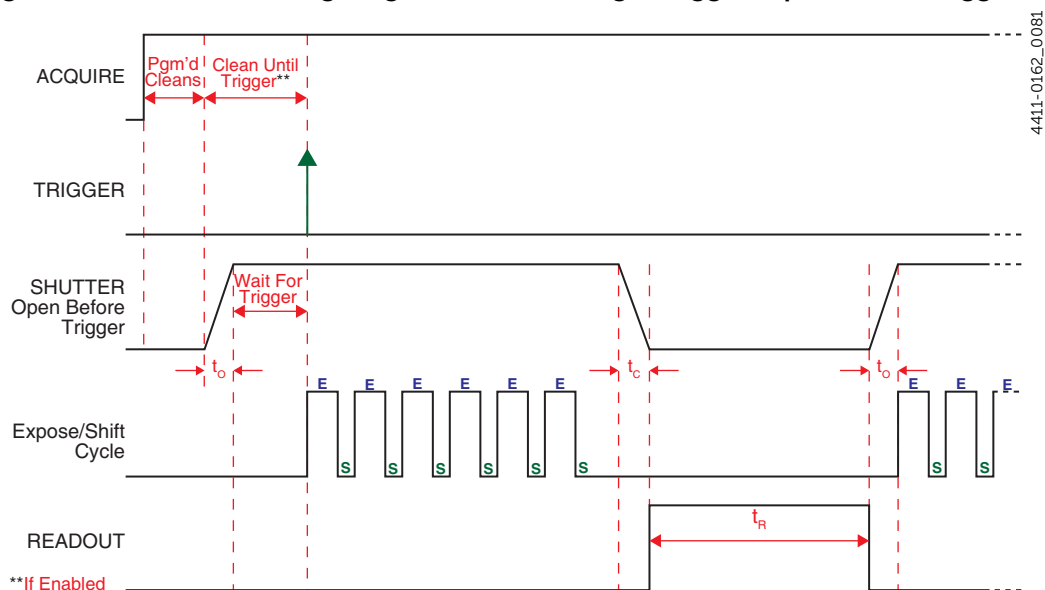 4411-0162_0081
ACQUIRE
Pgm'd
Cleans
Clean Until
Trigger**
TRIGGER
SHUTTER
Open Before
Trigger
Wait For
Trigger
tO
tC
tO
Expose/Shift
Cycle
E E E E E E E E E
S S S S S S S S
READOUT
tR
**If Enabled